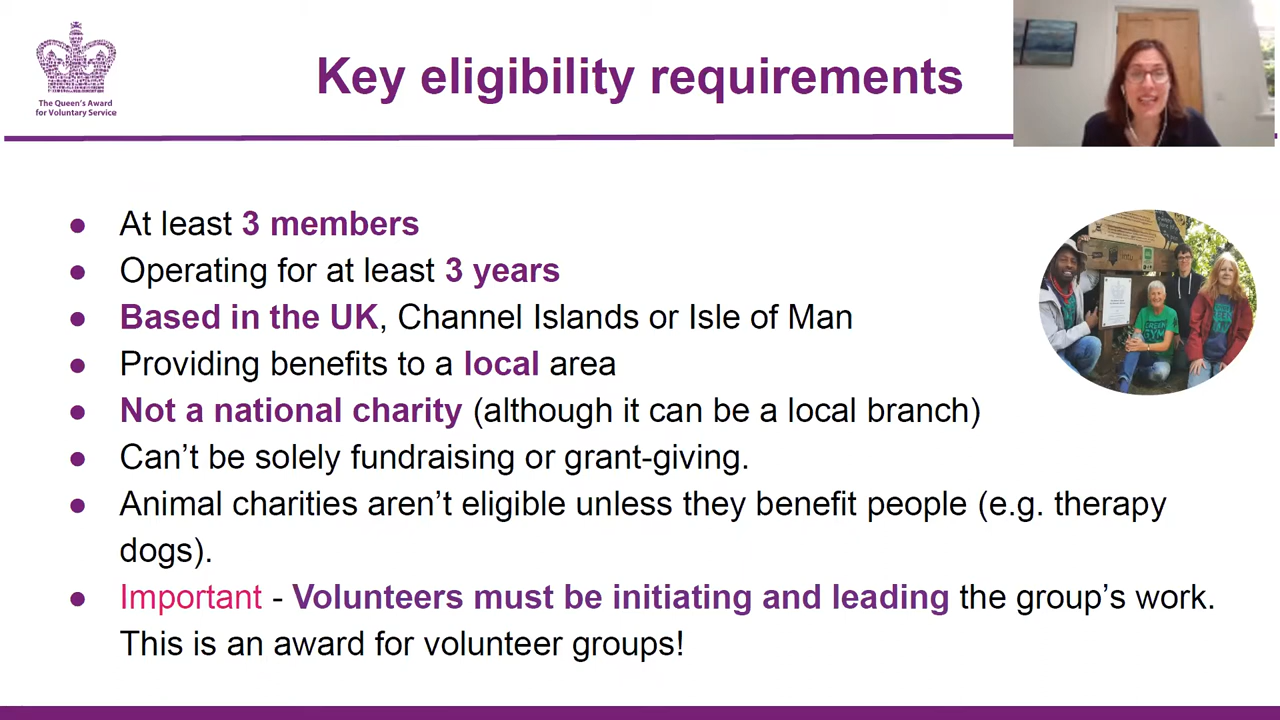 The Queen's Award
for Voluntary Service
Key eligibility requirements
● At least 3 members
● Operating for at least 3 years
● Based in the UK, Channel Islands or Isle of Man
● Providing benefits to a local area
● Not a national charity (although it can be a local branch)
● Can't be solely fundraising or grant-giving.
● Animal charities aren't eligible unless they benefit people (e.g. therapy
dogs).
● Important - Volunteers must be initiating and leading the group's work.
This is an award for volunteer groups!
GREEN
GYM